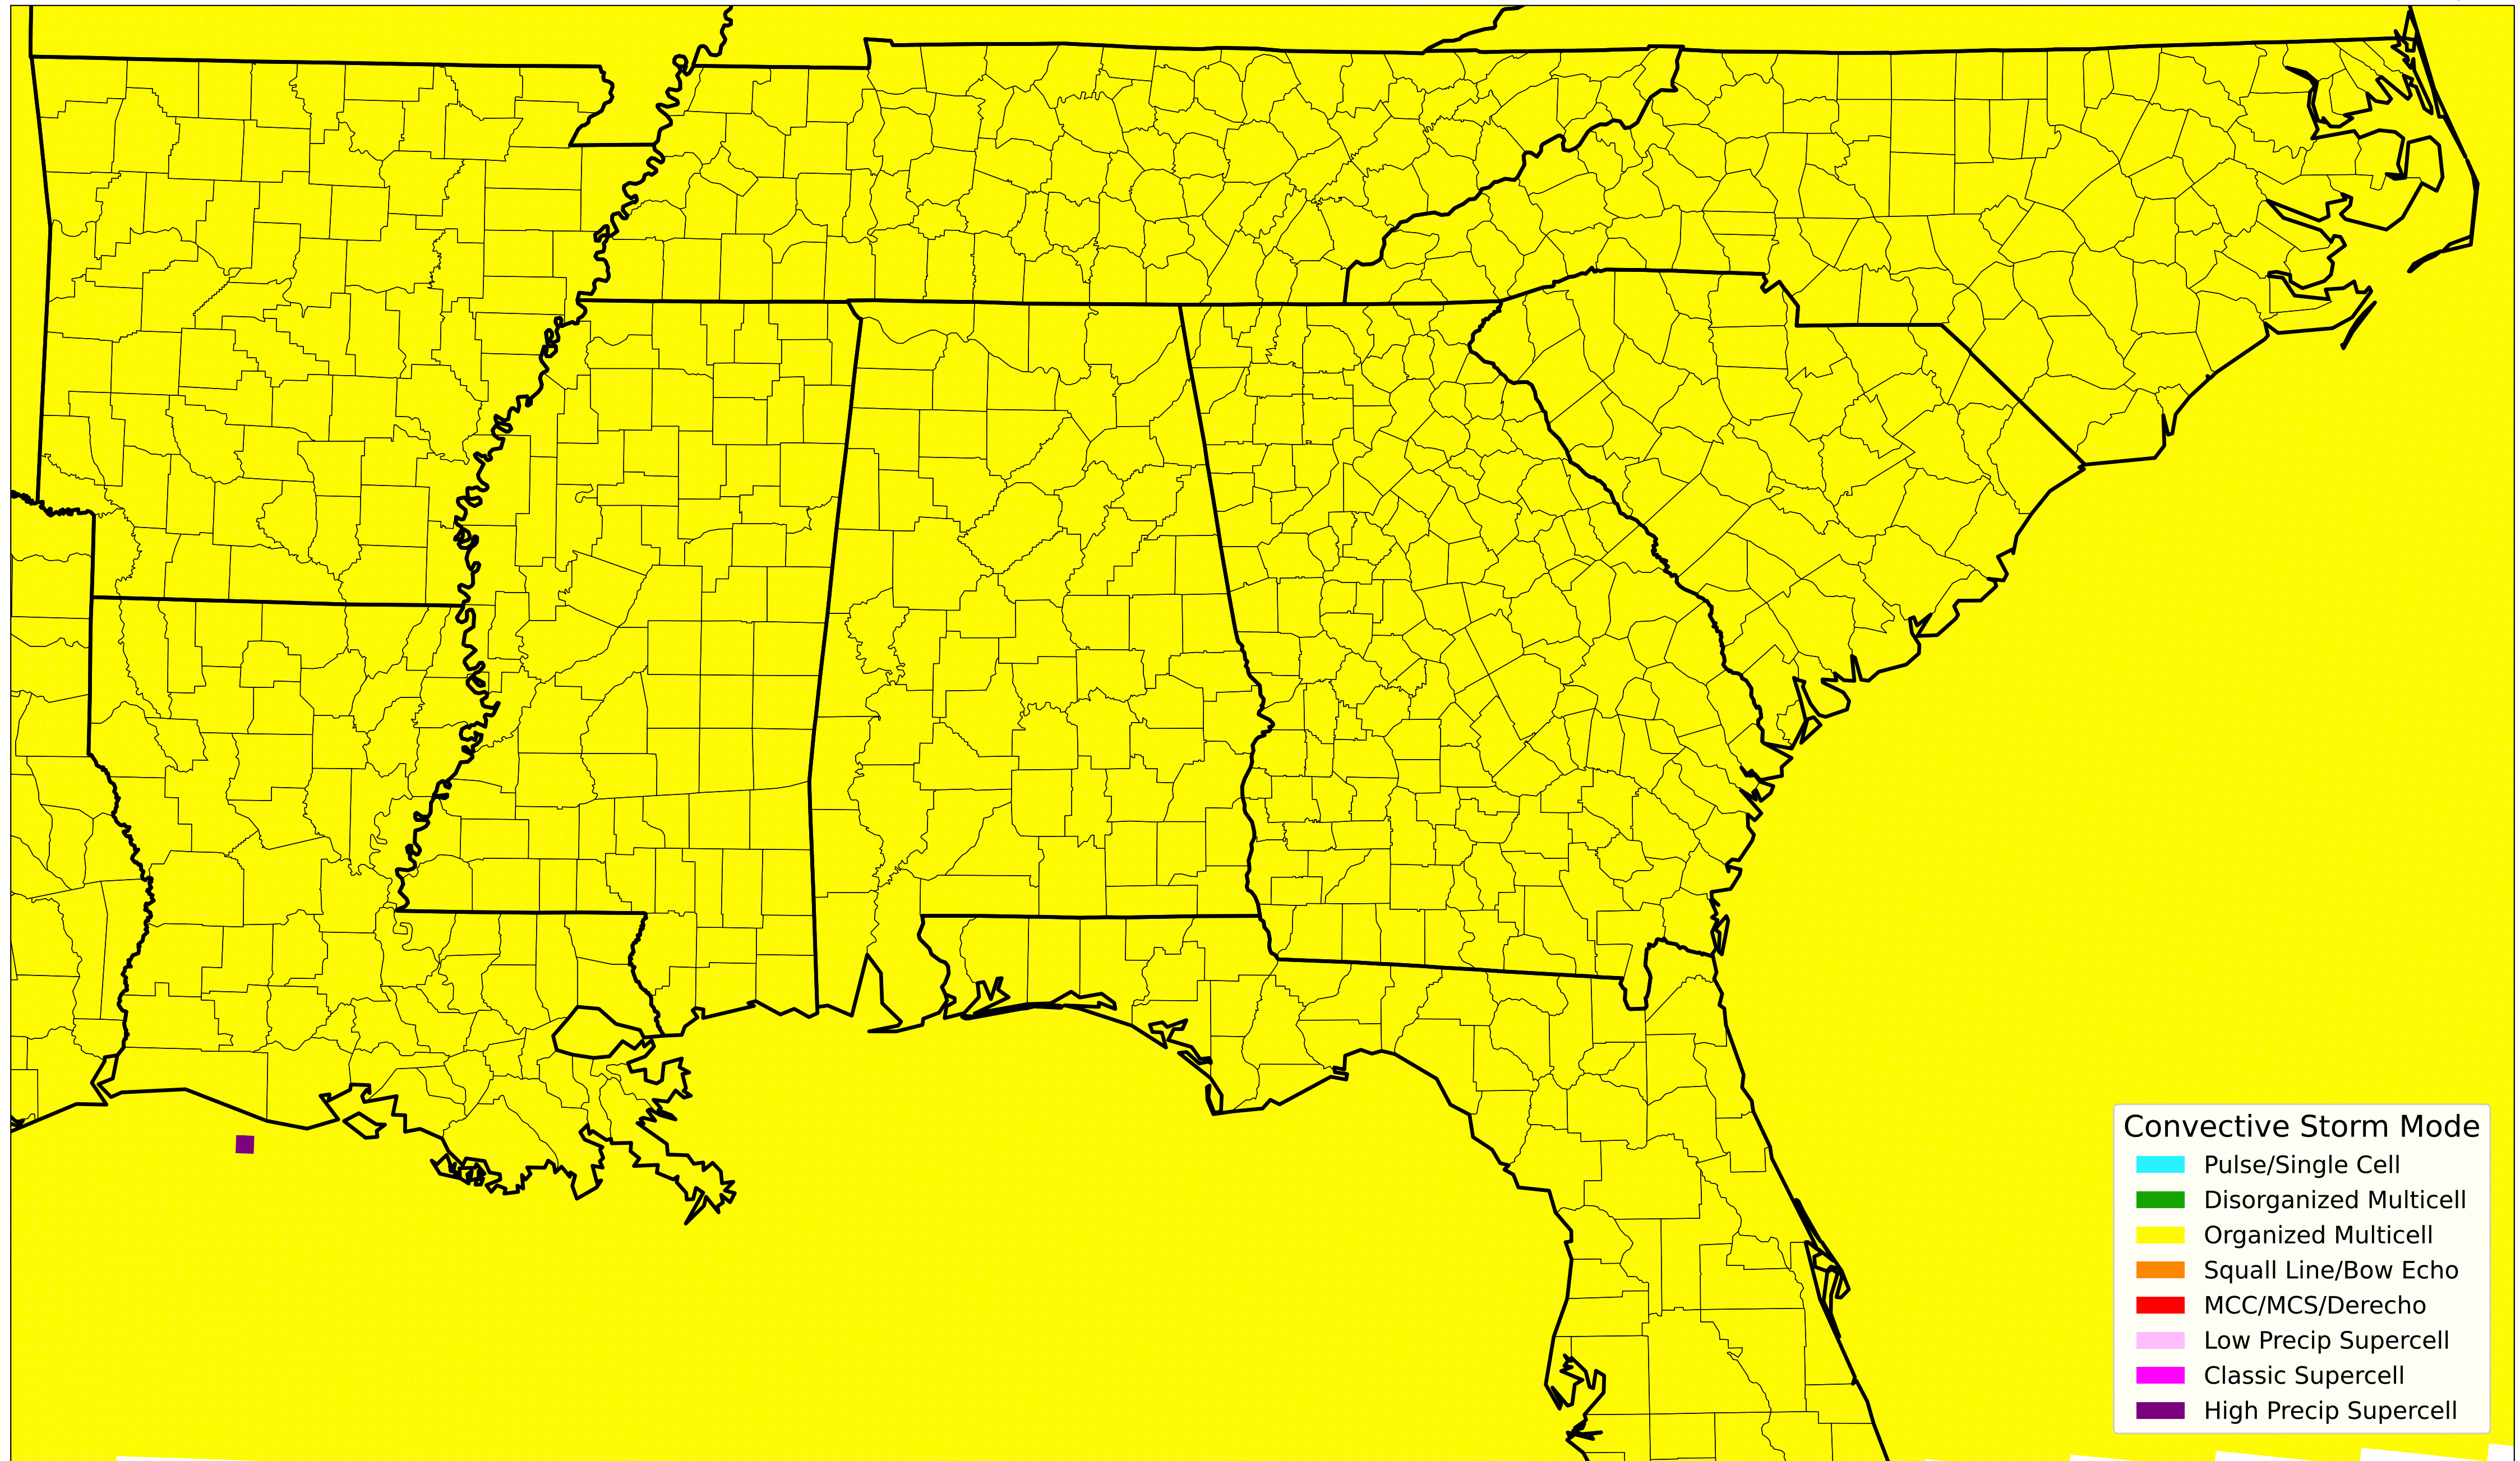 Convective Storm Mode
Pulse/Single Cell
Disorganized Multicell
Organized Multicell
Squall Line/Bow Echo
MCC/MCS/Derecho
Low Precip Supercell
Classic Supercell
High Precip Supercell